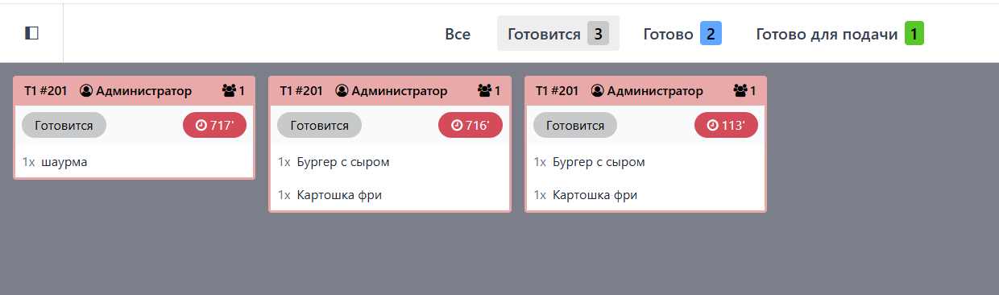 Все Готовится 3 Готово 2 Готово для подачи 1
T1 #201 Администратор 1
Готовится 717'
1x шаурма
T1 #201 Администратор 1
Готовится 716'
1x Бургер с сыром
1x Картошка фри
T1 #201 Администратор 1
Готовится 113'
1x Бургер с сыром
1x Картошка фри